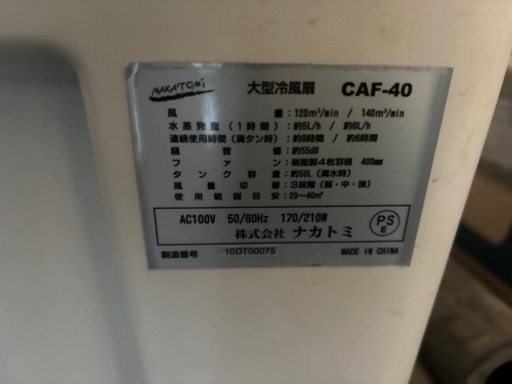 NAKATOMI 大型冷風扇 CAF-40
風量：120m³/min / 140m³/min
水蒸発量(1時間)：約5L/h / 約6L/h
連続使用時間(満タン時)：約8時間 / 約6時間
騒音値：約55dB
ファン：樹脂製4枚羽根 400mm
タンク容量：約50L(満水時)
風量切替：3段階(弱・中・強)
使用範囲目安：20～40㎡
AC100V 50/60Hz 170/210W
PSE
株式会社 ナカトミ
製造番号 10DT00075 MADE IN CHINA